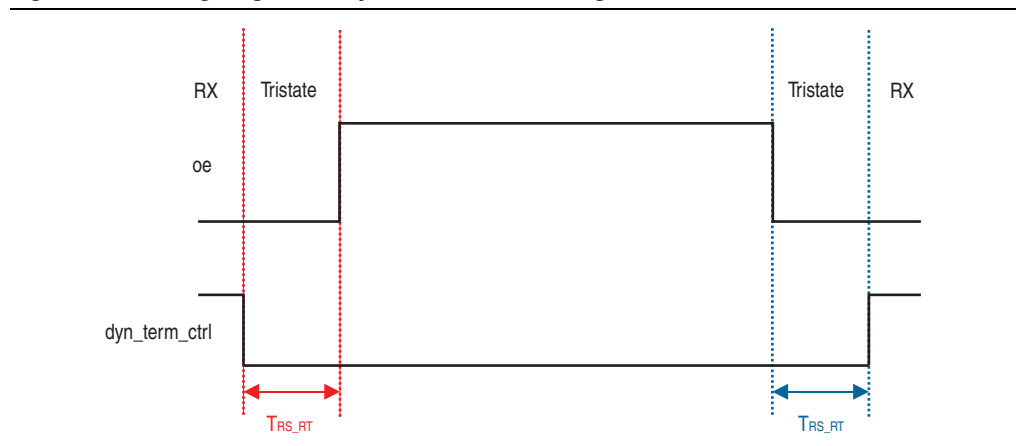 RX Tristate Tristate RX
oe
dyn_term_ctrl
TRS_RT TRS_RT